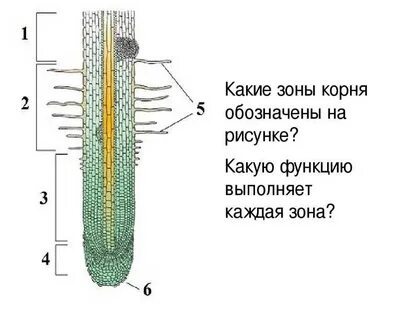 1
2
3
4
5
6
Какие зоны корня
обозначены на
рисунке?
Какую функцию
выполняет
каждая зона?